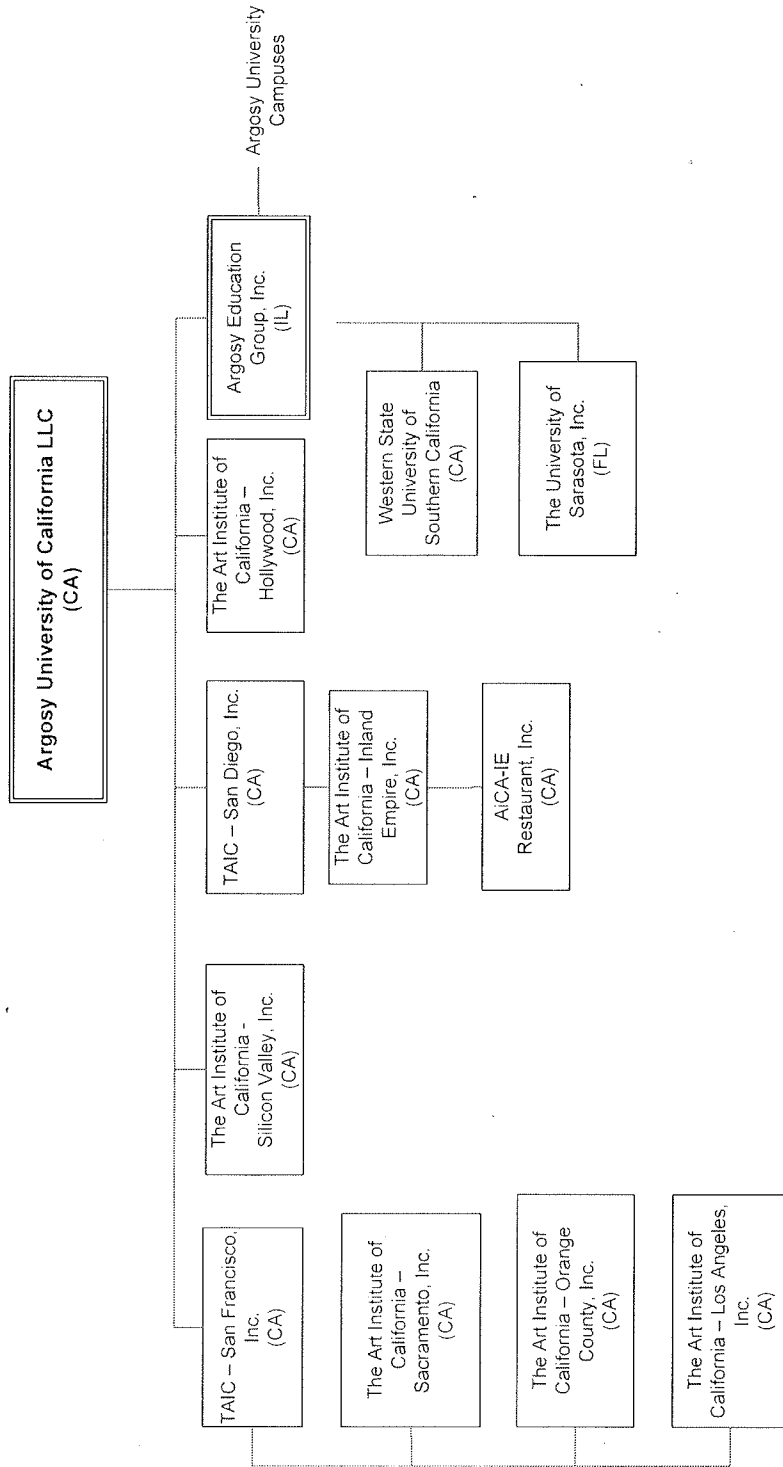 Argosy University of California LLC
(CA)
TAIC – San Francisco,
Inc.
(CA)
The Art Institute of
California –
Sacramento, Inc.
(CA)
The Art Institute of
California – Orange
County, Inc.
(CA)
The Art Institute of
California – Los Angeles,
Inc.
(CA)
The Art Institute of
California -
Silicon Valley, Inc.
(CA)
TAIC – San Diego, Inc.
(CA)
The Art Institute of
California – Inland
Empire, Inc.
(CA)
AiCA-IE
Restaurant, Inc.
(CA)
The Art Institute of
California –
Hollywood, Inc.
(CA)
Argosy Education
Group, Inc.
(IL)
Western State
University of
Southern California
(CA)
The University of
Sarasota, Inc.
(FL)
Argosy University
Campuses